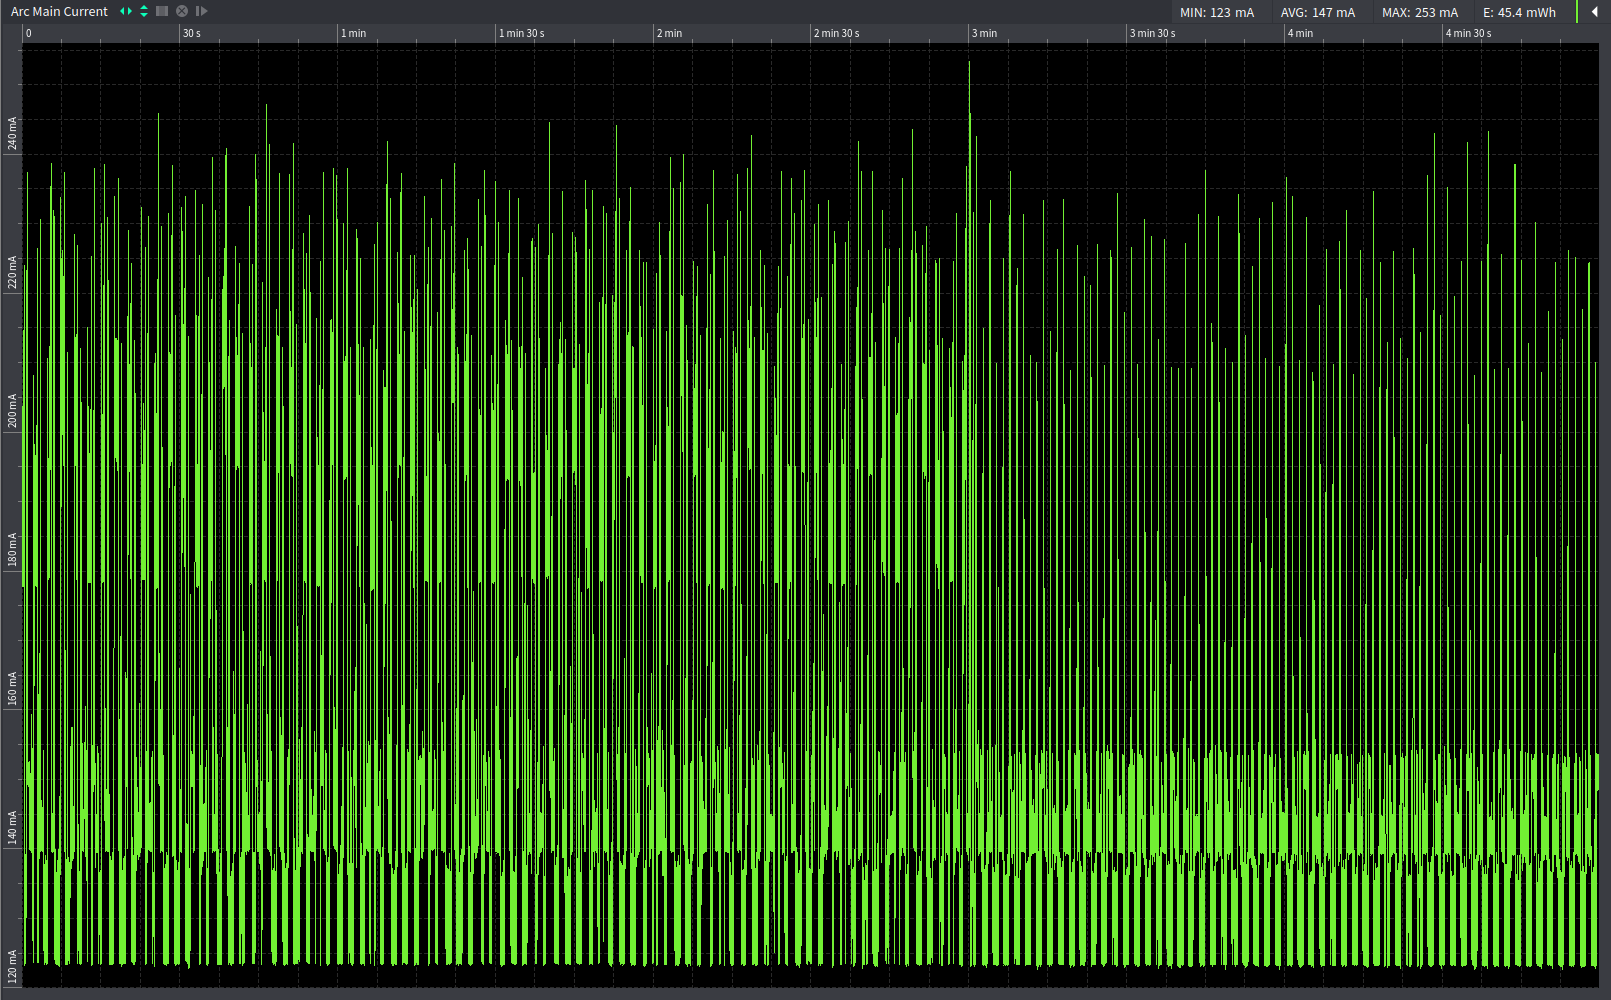 Arc Main Current
MIN: 123 mA
AVG: 147 mA
MAX: 253 mA
E: 45.4 mWh
0
30 s
1 min
1 min 30 s
2 min
2 min 30 s
3 min
3 min 30 s
4 min
4 min 30 s
240 mA
220 mA
200 mA
180 mA
160 mA
140 mA
120 mA